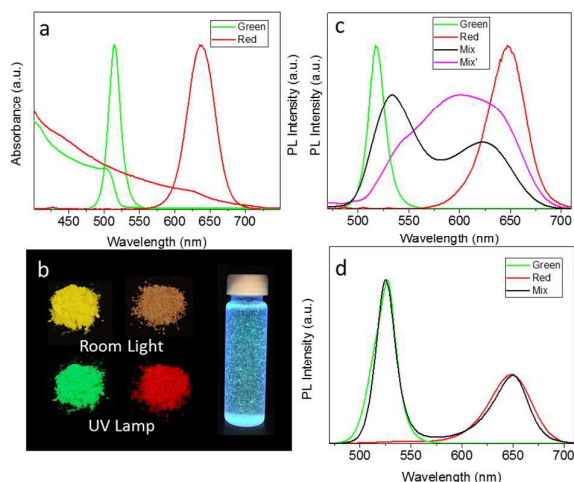 a
Green
Red
Absorbance (a.u.)
PL Intensity (a.u.)
450 500 550 600 650 700
Wavelength (nm)
c
Green
Red
Mix
Mix'
PL Intensity (a.u.)
500 550 600 650 700
Wavelength (nm)
b
Room Light
UV Lamp
d
Green
Red
Mix
PL Intensity (a.u.)
500 550 600 650 700
Wavelength (nm)